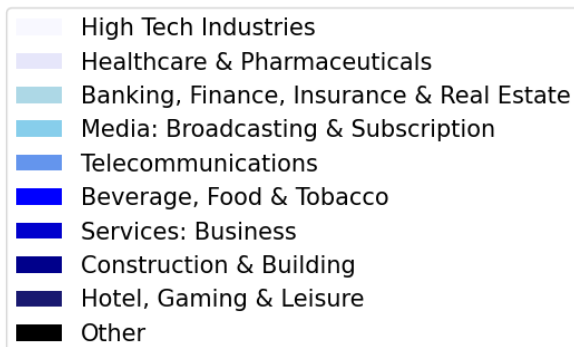 High Tech Industries
Healthcare & Pharmaceuticals
Banking, Finance, Insurance & Real Estate
Media: Broadcasting & Subscription
Telecommunications
Beverage, Food & Tobacco
Services: Business
Construction & Building
Hotel, Gaming & Leisure
Other